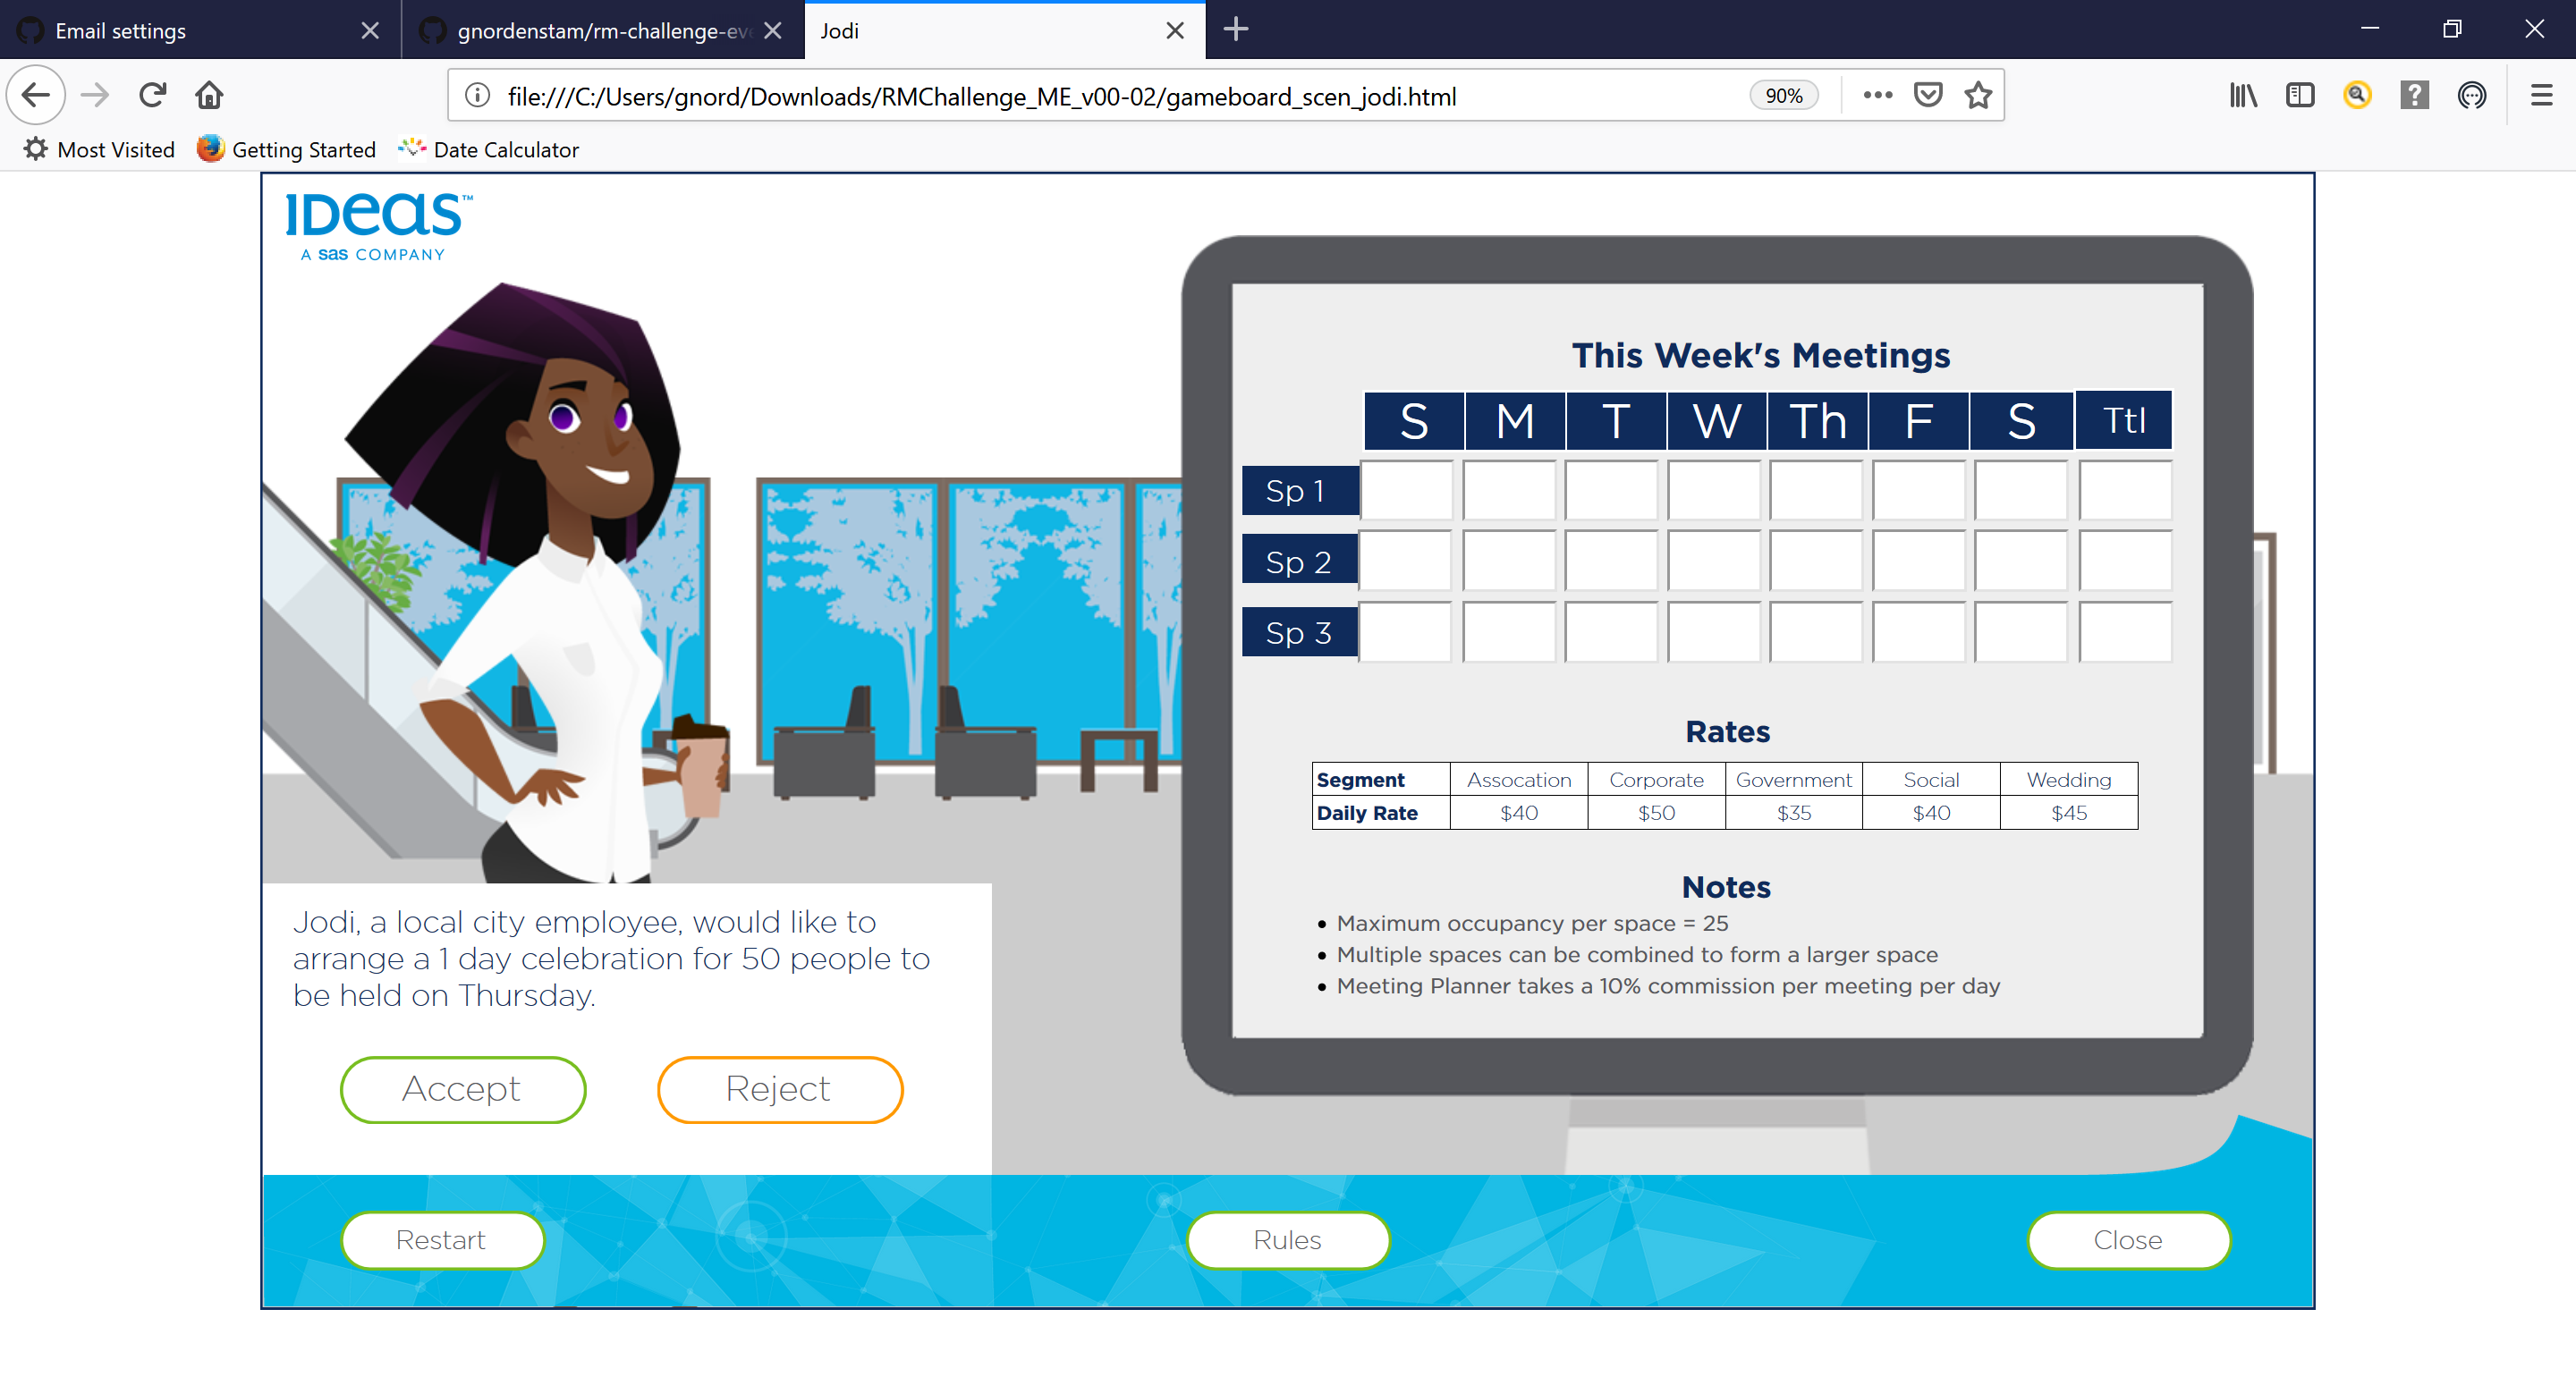 Email settings
gnordenstam/rm-challenge-eve
Jodi
file:///C:/Users/gnord/Downloads/RMChallenge_ME_v00-02/gameboard_scen_jodi.html
90%
Most Visited Getting Started Date Calculator
IDeas™
A sas COMPANY
This Week's Meetings
S M T W Th F S Ttl
Sp 1
Sp 2
Sp 3
Rates
Segment Assocation Corporate Government Social Wedding
Daily Rate $40 $50 $35 $40 $45
Notes
• Maximum occupancy per space = 25
• Multiple spaces can be combined to form a larger space
• Meeting Planner takes a 10% commission per meeting per day
Jodi, a local city employee, would like to
arrange a 1 day celebration for 50 people to
be held on Thursday.
Accept Reject
Restart Rules Close